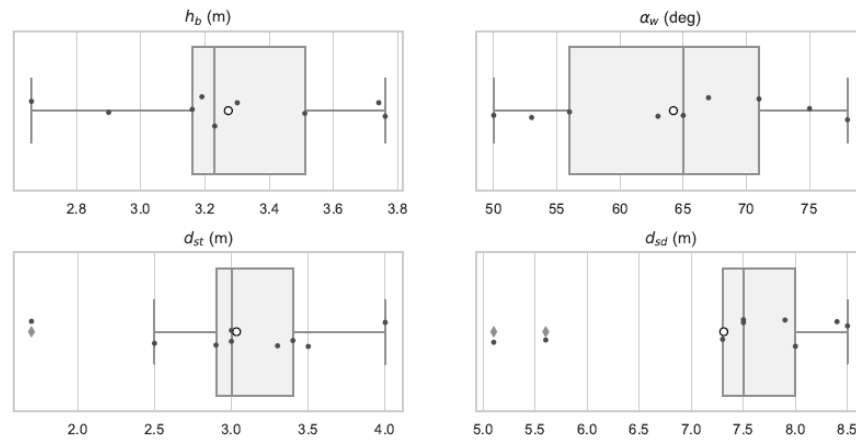 h_b (m)
α_w (deg)
2.8 3.0 3.2 3.4 3.6 3.8
50 55 60 65 70 75
d_st (m)
d_sd (m)
2.0 2.5 3.0 3.5 4.0
5.0 5.5 6.0 6.5 7.0 7.5 8.0 8.5